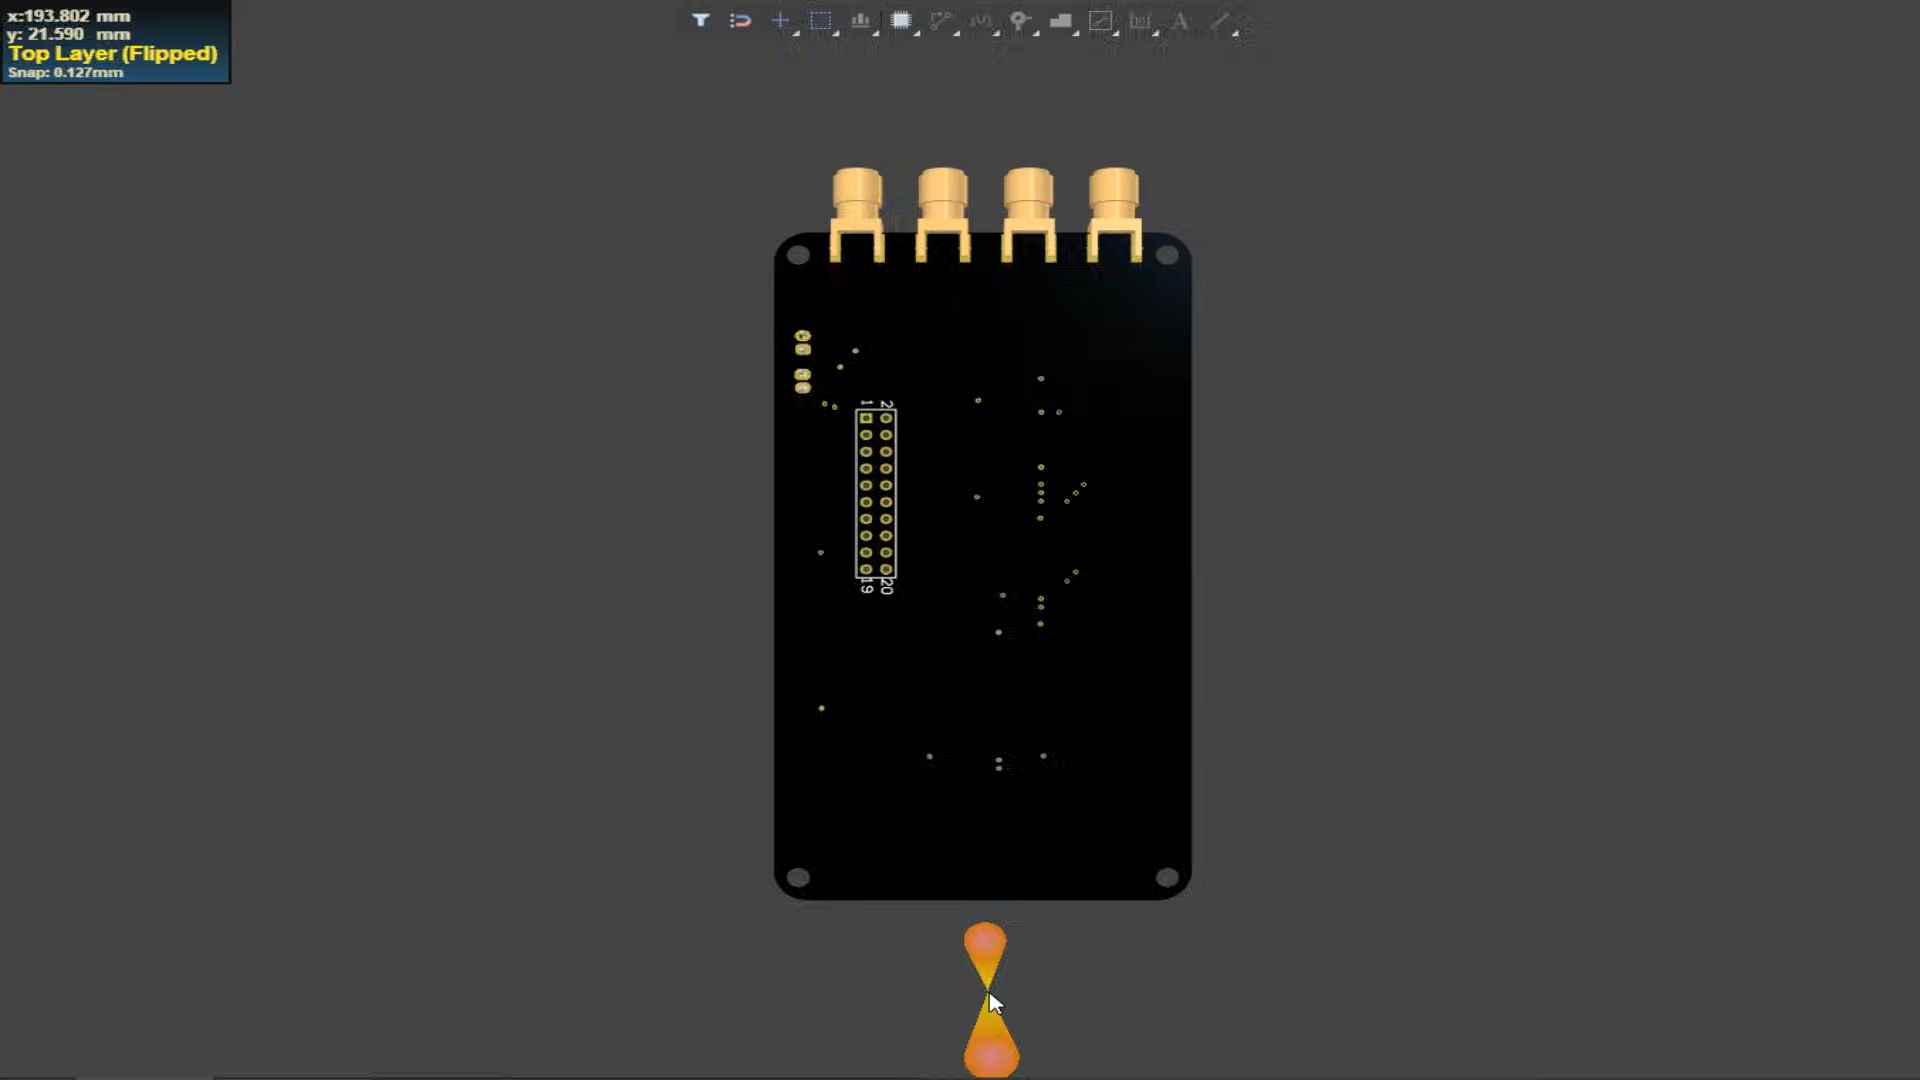 x:193.802 mm
y: 21.590 mm
Top Layer (Flipped)
Snap: 0.127mm
A
1 2
19 20